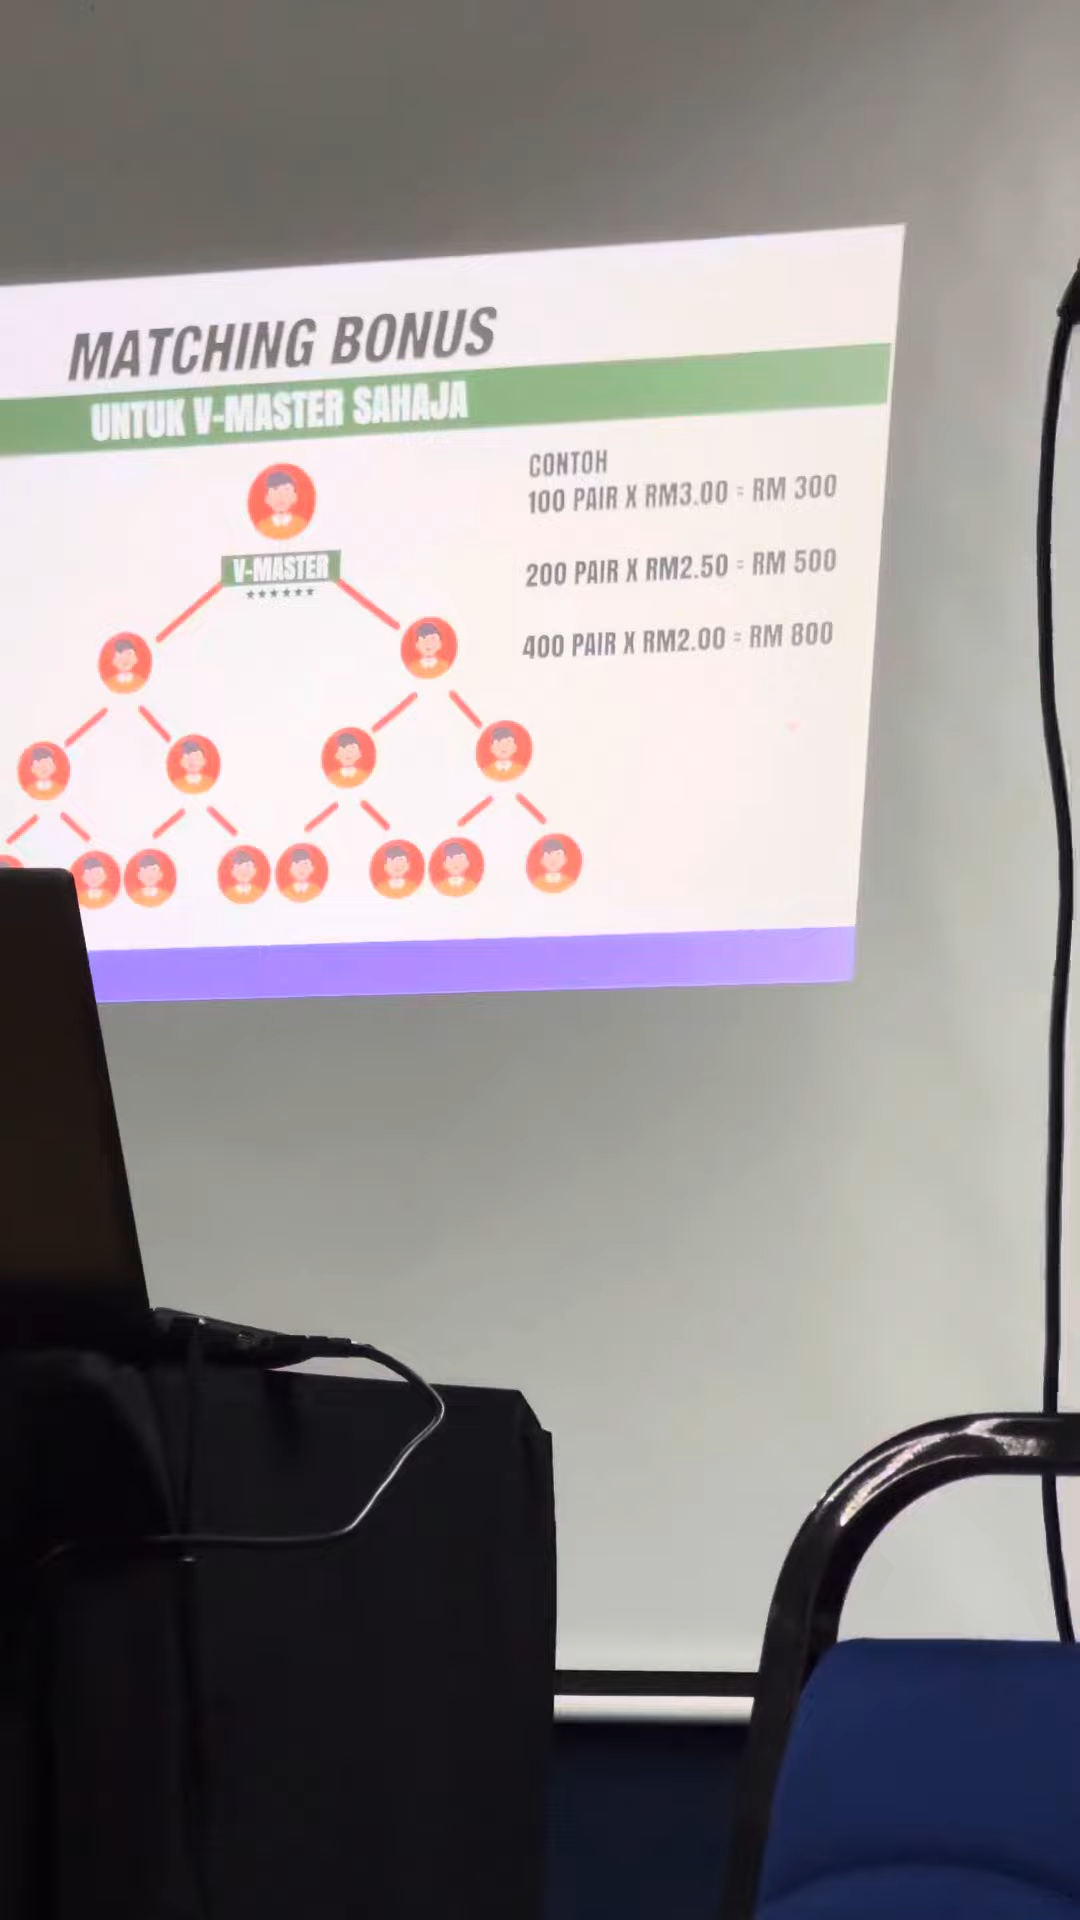 MATCHING BONUS
UNTUK V-MASTER SAHAJA
CONTOH
100 PAIR X RM3.00 = RM 300
200 PAIR X RM2.50 = RM 500
400 PAIR X RM2.00 = RM 800
V-MASTER
★★★★★★